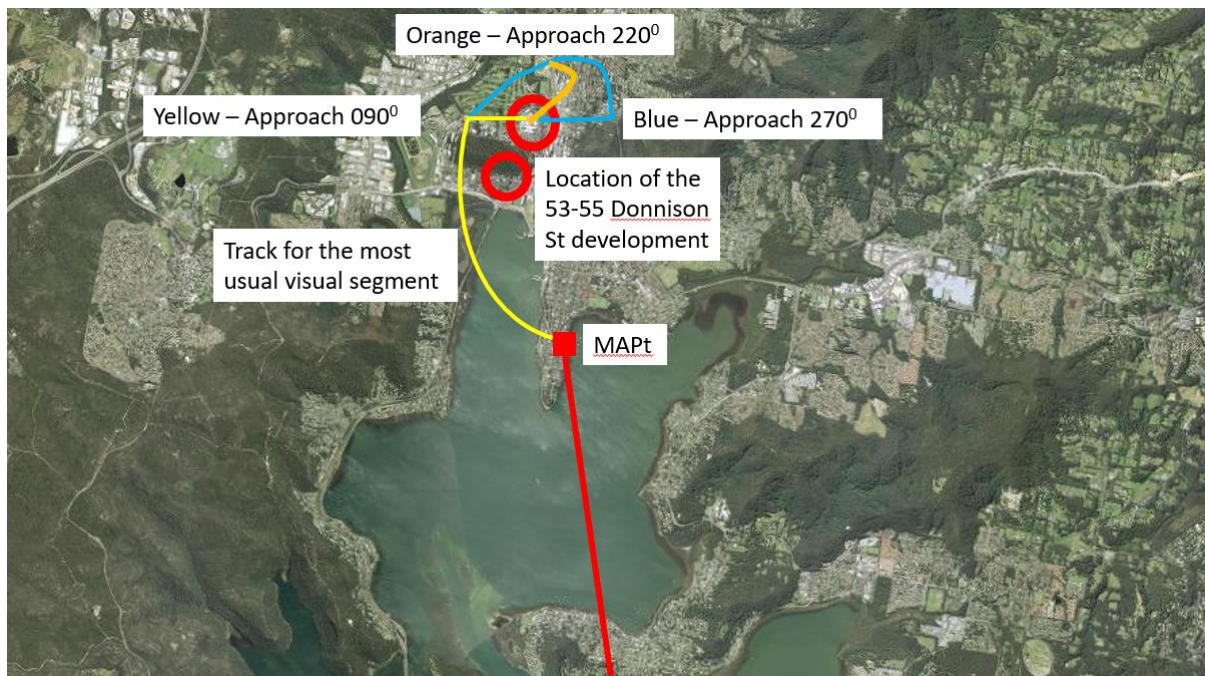 Orange – Approach 220⁰
Yellow – Approach 090⁰
Blue – Approach 270⁰
Location of the
53-55 Donnison
St development
Track for the most
usual visual segment
MAPt